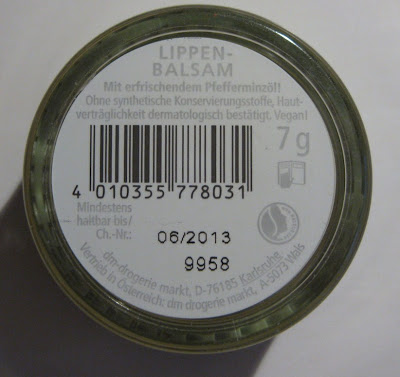 LIPPEN-
BALSAM
Mit erfrischendem Pfefferminzöl!
Ohne synthetische Konservierungsstoffe, Haut-
verträglichkeit dermatologisch bestätigt. Vegan!
7 g
4 010355 778031
Mindestens
haltbar bis/
Ch.-Nr.:
06/2013
9958
dm-drogerie markt, D-76185 Karlsruhe
Vertrieb in Österreich: dm drogerie markt, A-5073 Wals